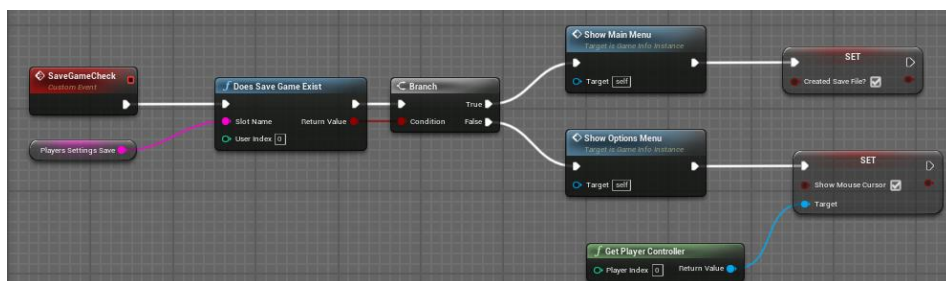 SaveGameCheck
Custom Event
Players Settings Save
f Does Save Game Exist
Slot Name Return Value
User Index 0
Branch
True
Condition False
Show Main Menu
Target is Game Info Instance
Target self
SET
Created Save File?
Show Options Menu
Target is Game Info Instance
Target self
SET
Show Mouse Cursor
Target
f Get Player Controller
Player Index 0 Return Value